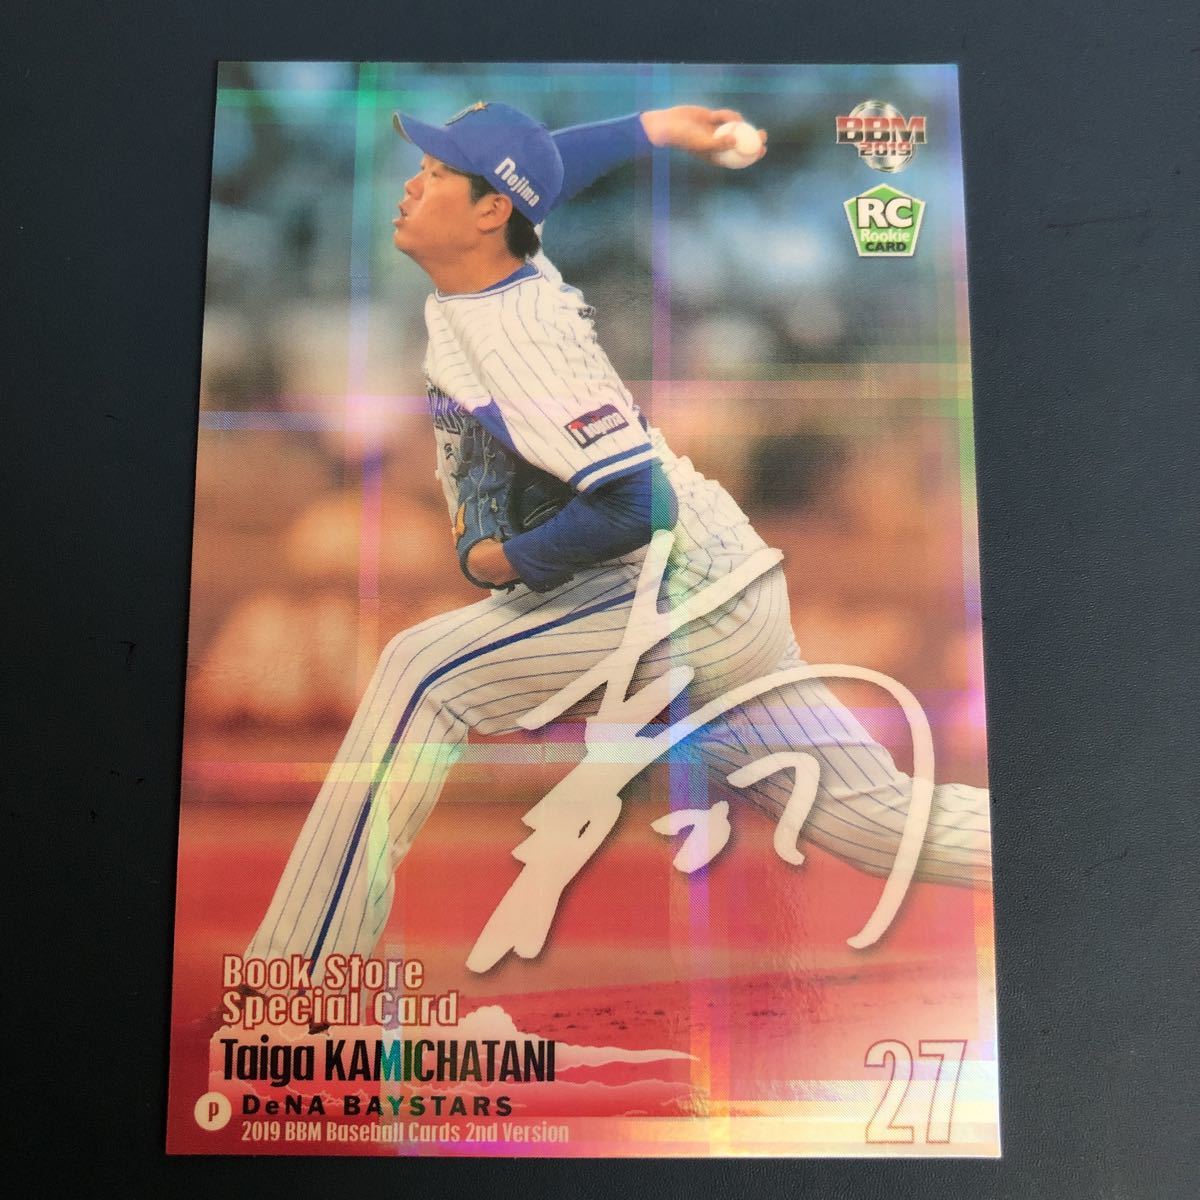 BBM
2019
RC
Rookie
CARD
nojima
nojima
Book Store
Special Card
Taiga KAMICHATANI
P DeNA BAYSTARS
2019 BBM Baseball Cards 2nd Version
27